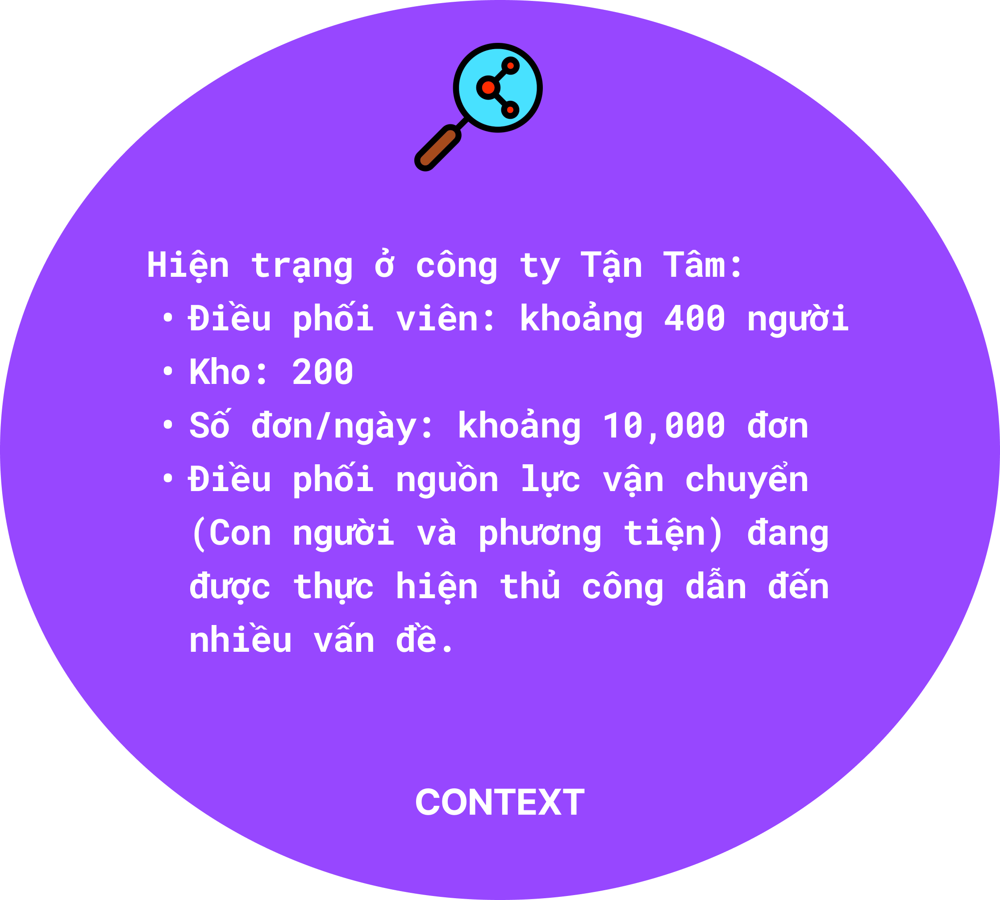 Hiện trạng ở công ty Tận Tâm:
• Điều phối viên: khoảng 400 người
• Kho: 200
• Số đơn/ngày: khoảng 10,000 đơn
• Điều phối nguồn lực vận chuyển
(Con người và phương tiện) đang
được thực hiện thủ công dẫn đến
nhiều vấn đề.
CONTEXT